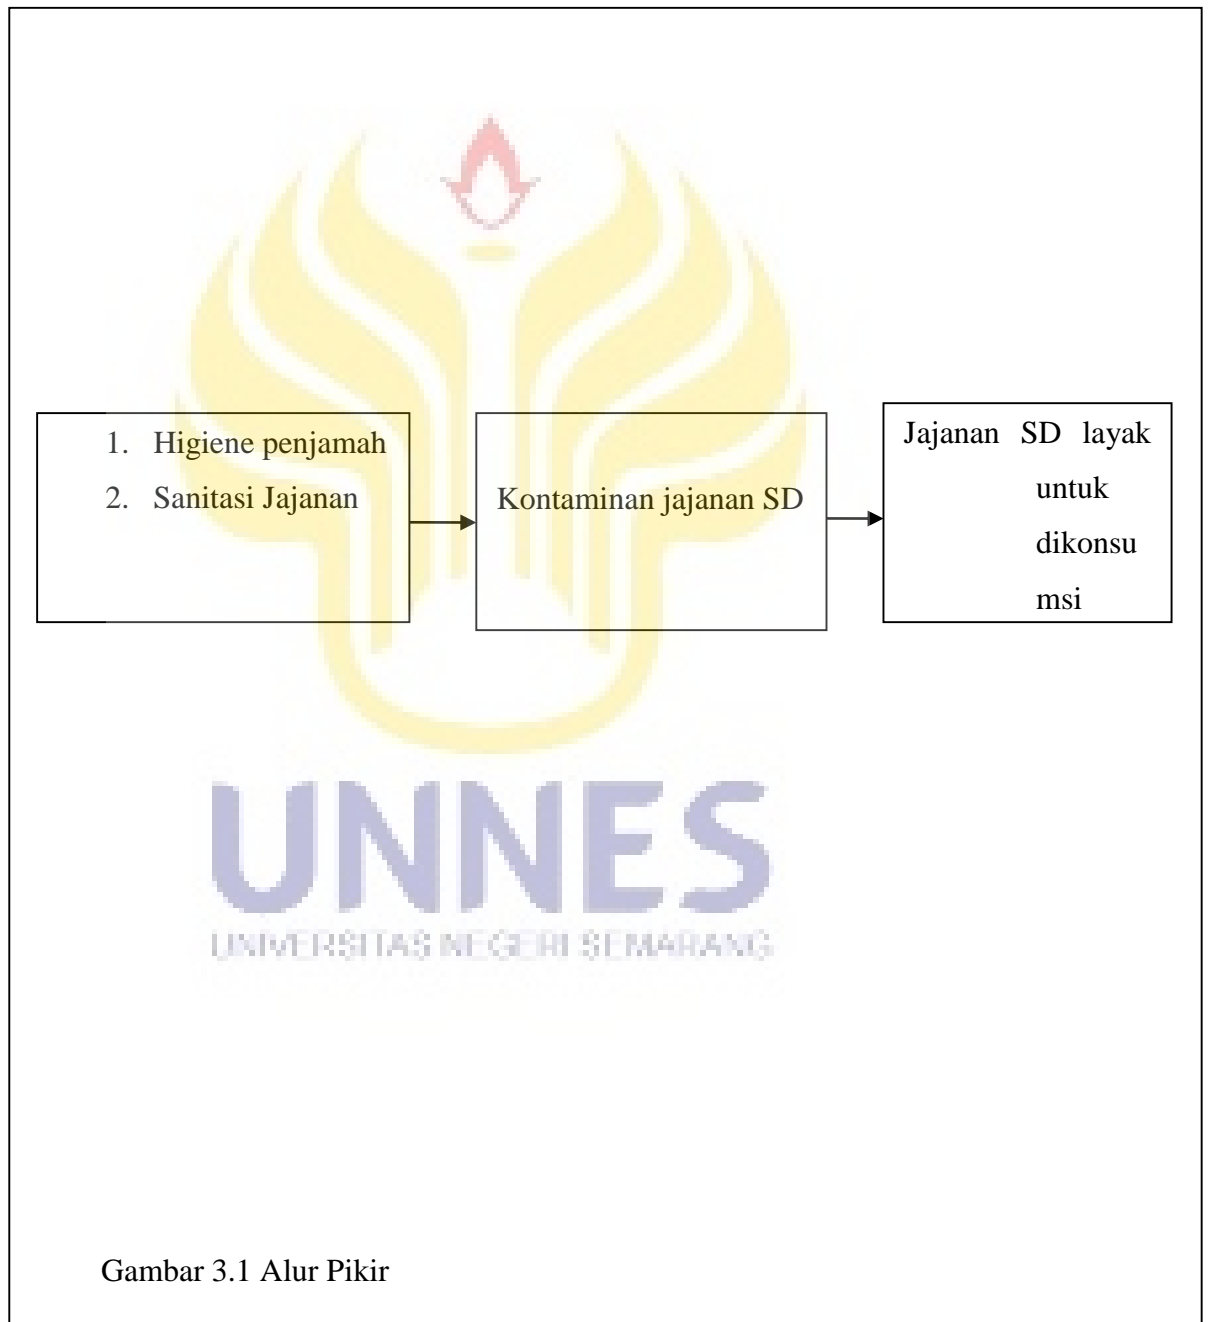 1. Higiene penjamah
2. Sanitasi Jajanan
Kontaminan jajanan SD
Jajanan SD layak
untuk
dikonsu
msi
UNNES
UNIVERSITAS NEGERI SEMARANG
Gambar 3.1 Alur Pikir